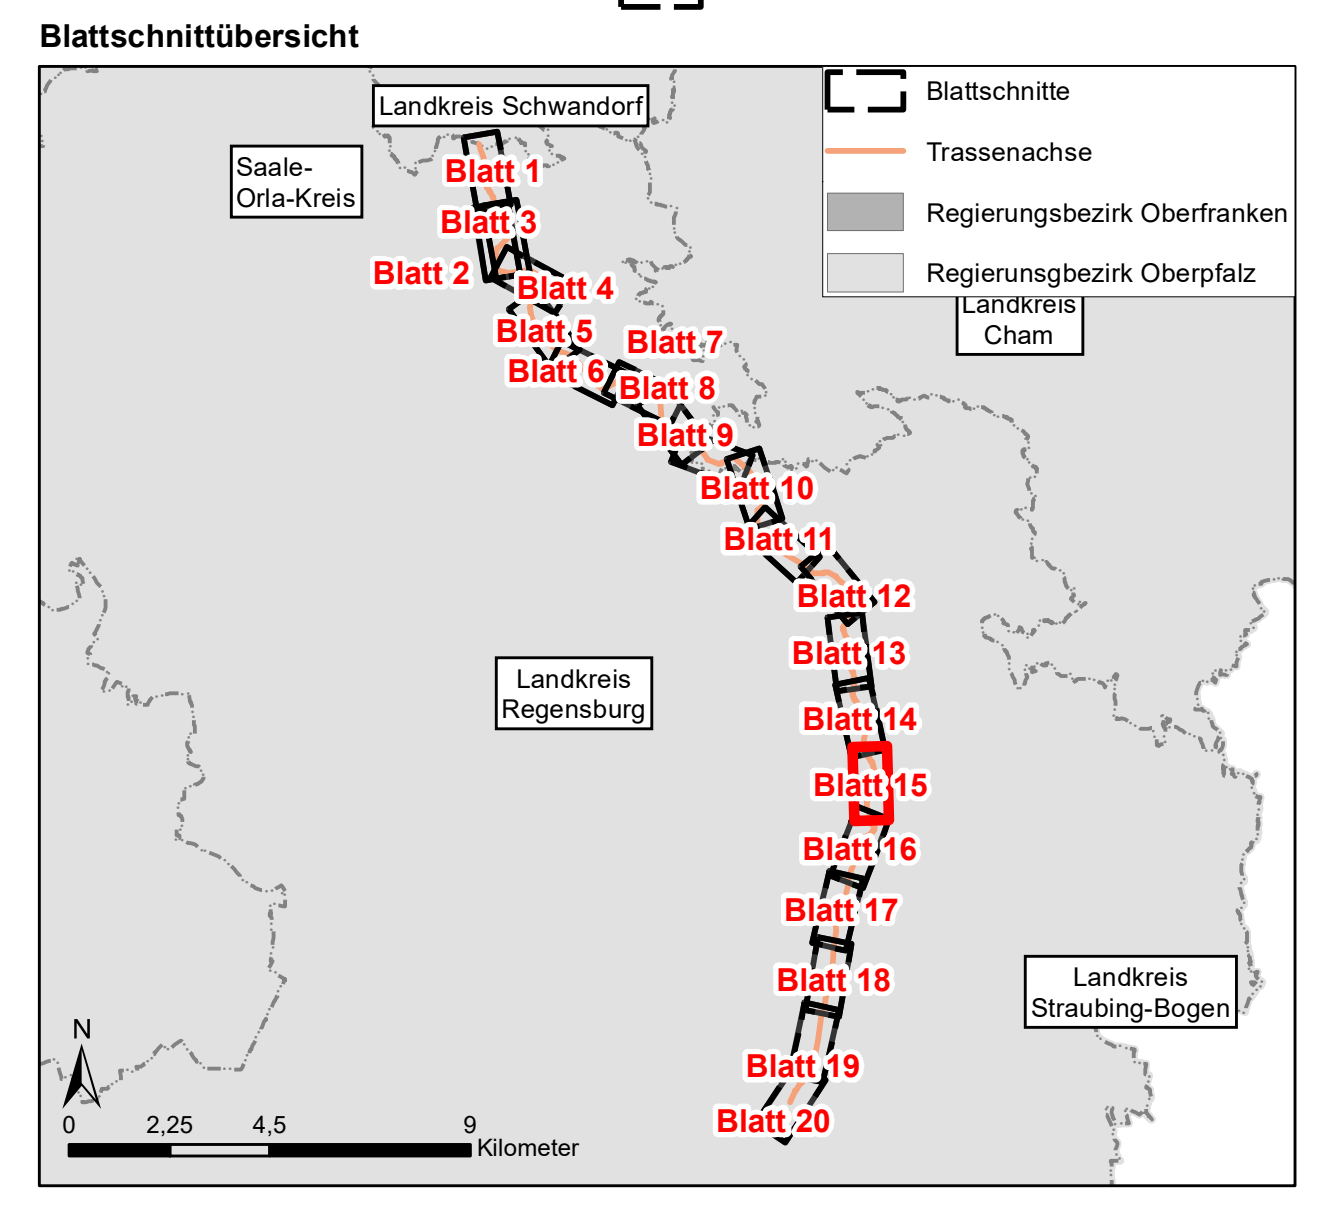 Blattschnittübersicht
Landkreis Schwandorf
Saale-
Orla-Kreis
Blattschnitte
Trassenachse
Regierungsbezirk Oberfranken
Regierunsgbezirk Oberpfalz
Landkreis
Cham
Blatt 1
Blatt 3
Blatt 2
Blatt 4
Blatt 5
Blatt 7
Blatt 6
Blatt 8
Blatt 9
Blatt 10
Blatt 11
Blatt 12
Blatt 13
Landkreis
Regensburg
Blatt 14
Blatt 15
Blatt 16
Blatt 17
Blatt 18
Landkreis
Straubing-Bogen
Blatt 19
Blatt 20
N
0 2,25 4,5 9
Kilometer